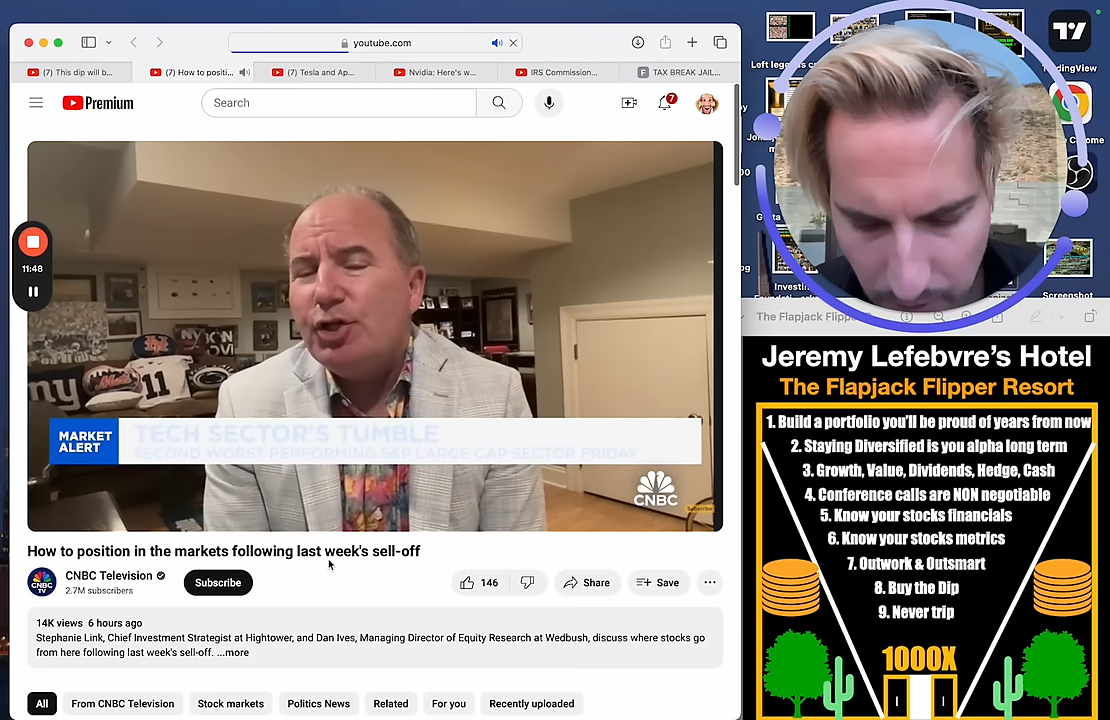 youtube.com
(7) This dip will b...
(7) How to positi...
(7) Tesla and Ap...
Nvidia: Here's w...
IRS Commission...
TAX BREAK JAIL...
Premium
Search
7
11:48
MARKET
ALERT
TECH SECTOR'S TUMBLE
SECOND WORST PERFORMING S&P LARGE CAP SECTOR FRIDAY
CNBC
Subscribe
How to position in the markets following last week's sell-off
CNBC Television
2.7M subscribers
Subscribe
146
Share
Save
14K views 6 hours ago
Stephanie Link, Chief Investment Strategist at Hightower, and Dan Ives, Managing Director of Equity Research at Wedbush, discuss where stocks go
from here following last week's sell-off. ...more
All
From CNBC Television
Stock markets
Politics News
Related
For you
Recently uploaded
TradingView
Screenshot
The Flapjack Flippe
Jeremy Lefebvre's Hotel
The Flapjack Flipper Resort
1. Build a portfolio you'll be proud of years from now
2. Staying Diversified is you alpha long term
3. Growth, Value, Dividends, Hedge, Cash
4. Conference calls are NON negotiable
5. Know your stocks financials
6. Know your stocks metrics
7. Outwork & Outsmart
8. Buy the Dip
9. Never trip
1000X